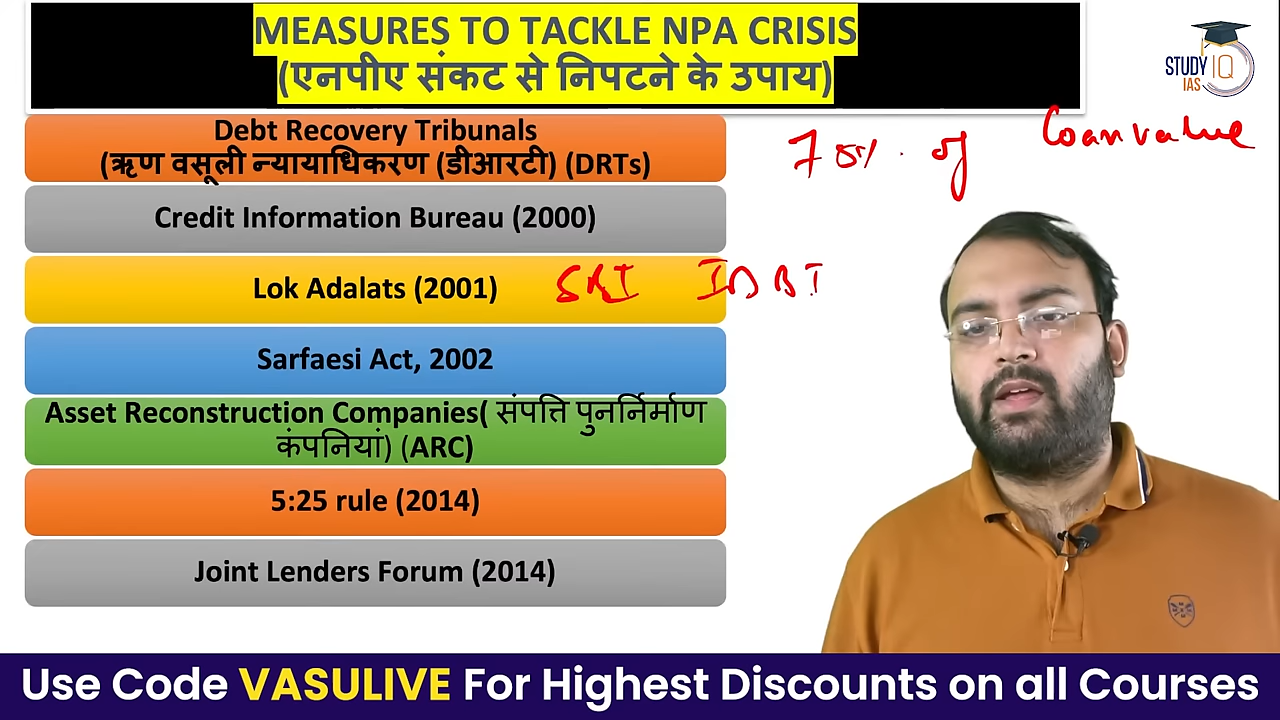 MEASURES TO TACKLE NPA CRISIS
(एनपीए संकट से निपटने के उपाय)
STUDY IQ
IAS
Debt Recovery Tribunals
(ऋण वसूली न्यायाधिकरण (डीआरटी) (DRTs)
of Loan value
Credit Information Bureau (2000)
Lok Adalats (2001) IDBI
Sarfaesi Act, 2002
Asset Reconstruction Companies( संपत्ति पुनर्निर्माण
कंपनियां) (ARC)
5:25 rule (2014)
Joint Lenders Forum (2014)
Use Code VASULIVE For Highest Discounts on all Courses